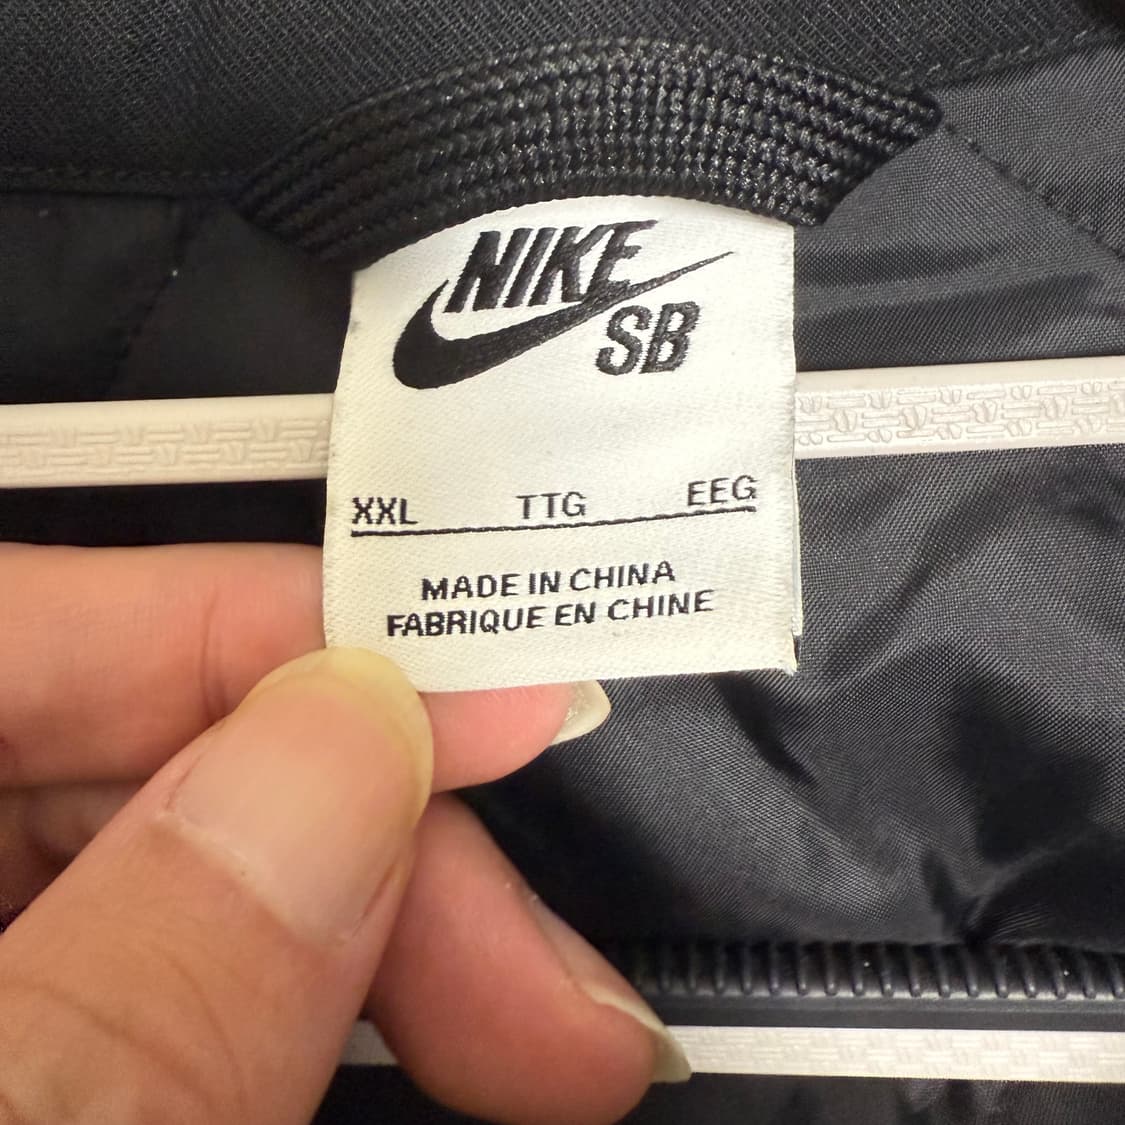 NIKE
SB
XXL TTG EEG
MADE IN CHINA
FABRIQUE EN CHINE